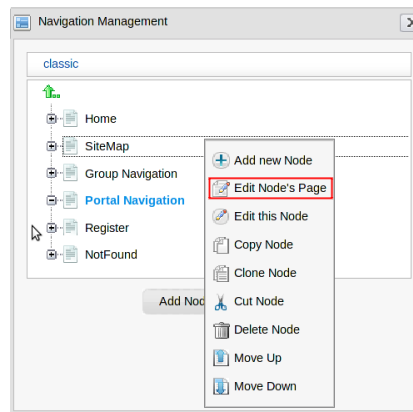 Navigation Management
classic
Home
SiteMap
Group Navigation
Portal Navigation
Register
NotFound
Add new Node
Edit Node's Page
Edit this Node
Copy Node
Clone Node
Cut Node
Delete Node
Move Up
Move Down
Add